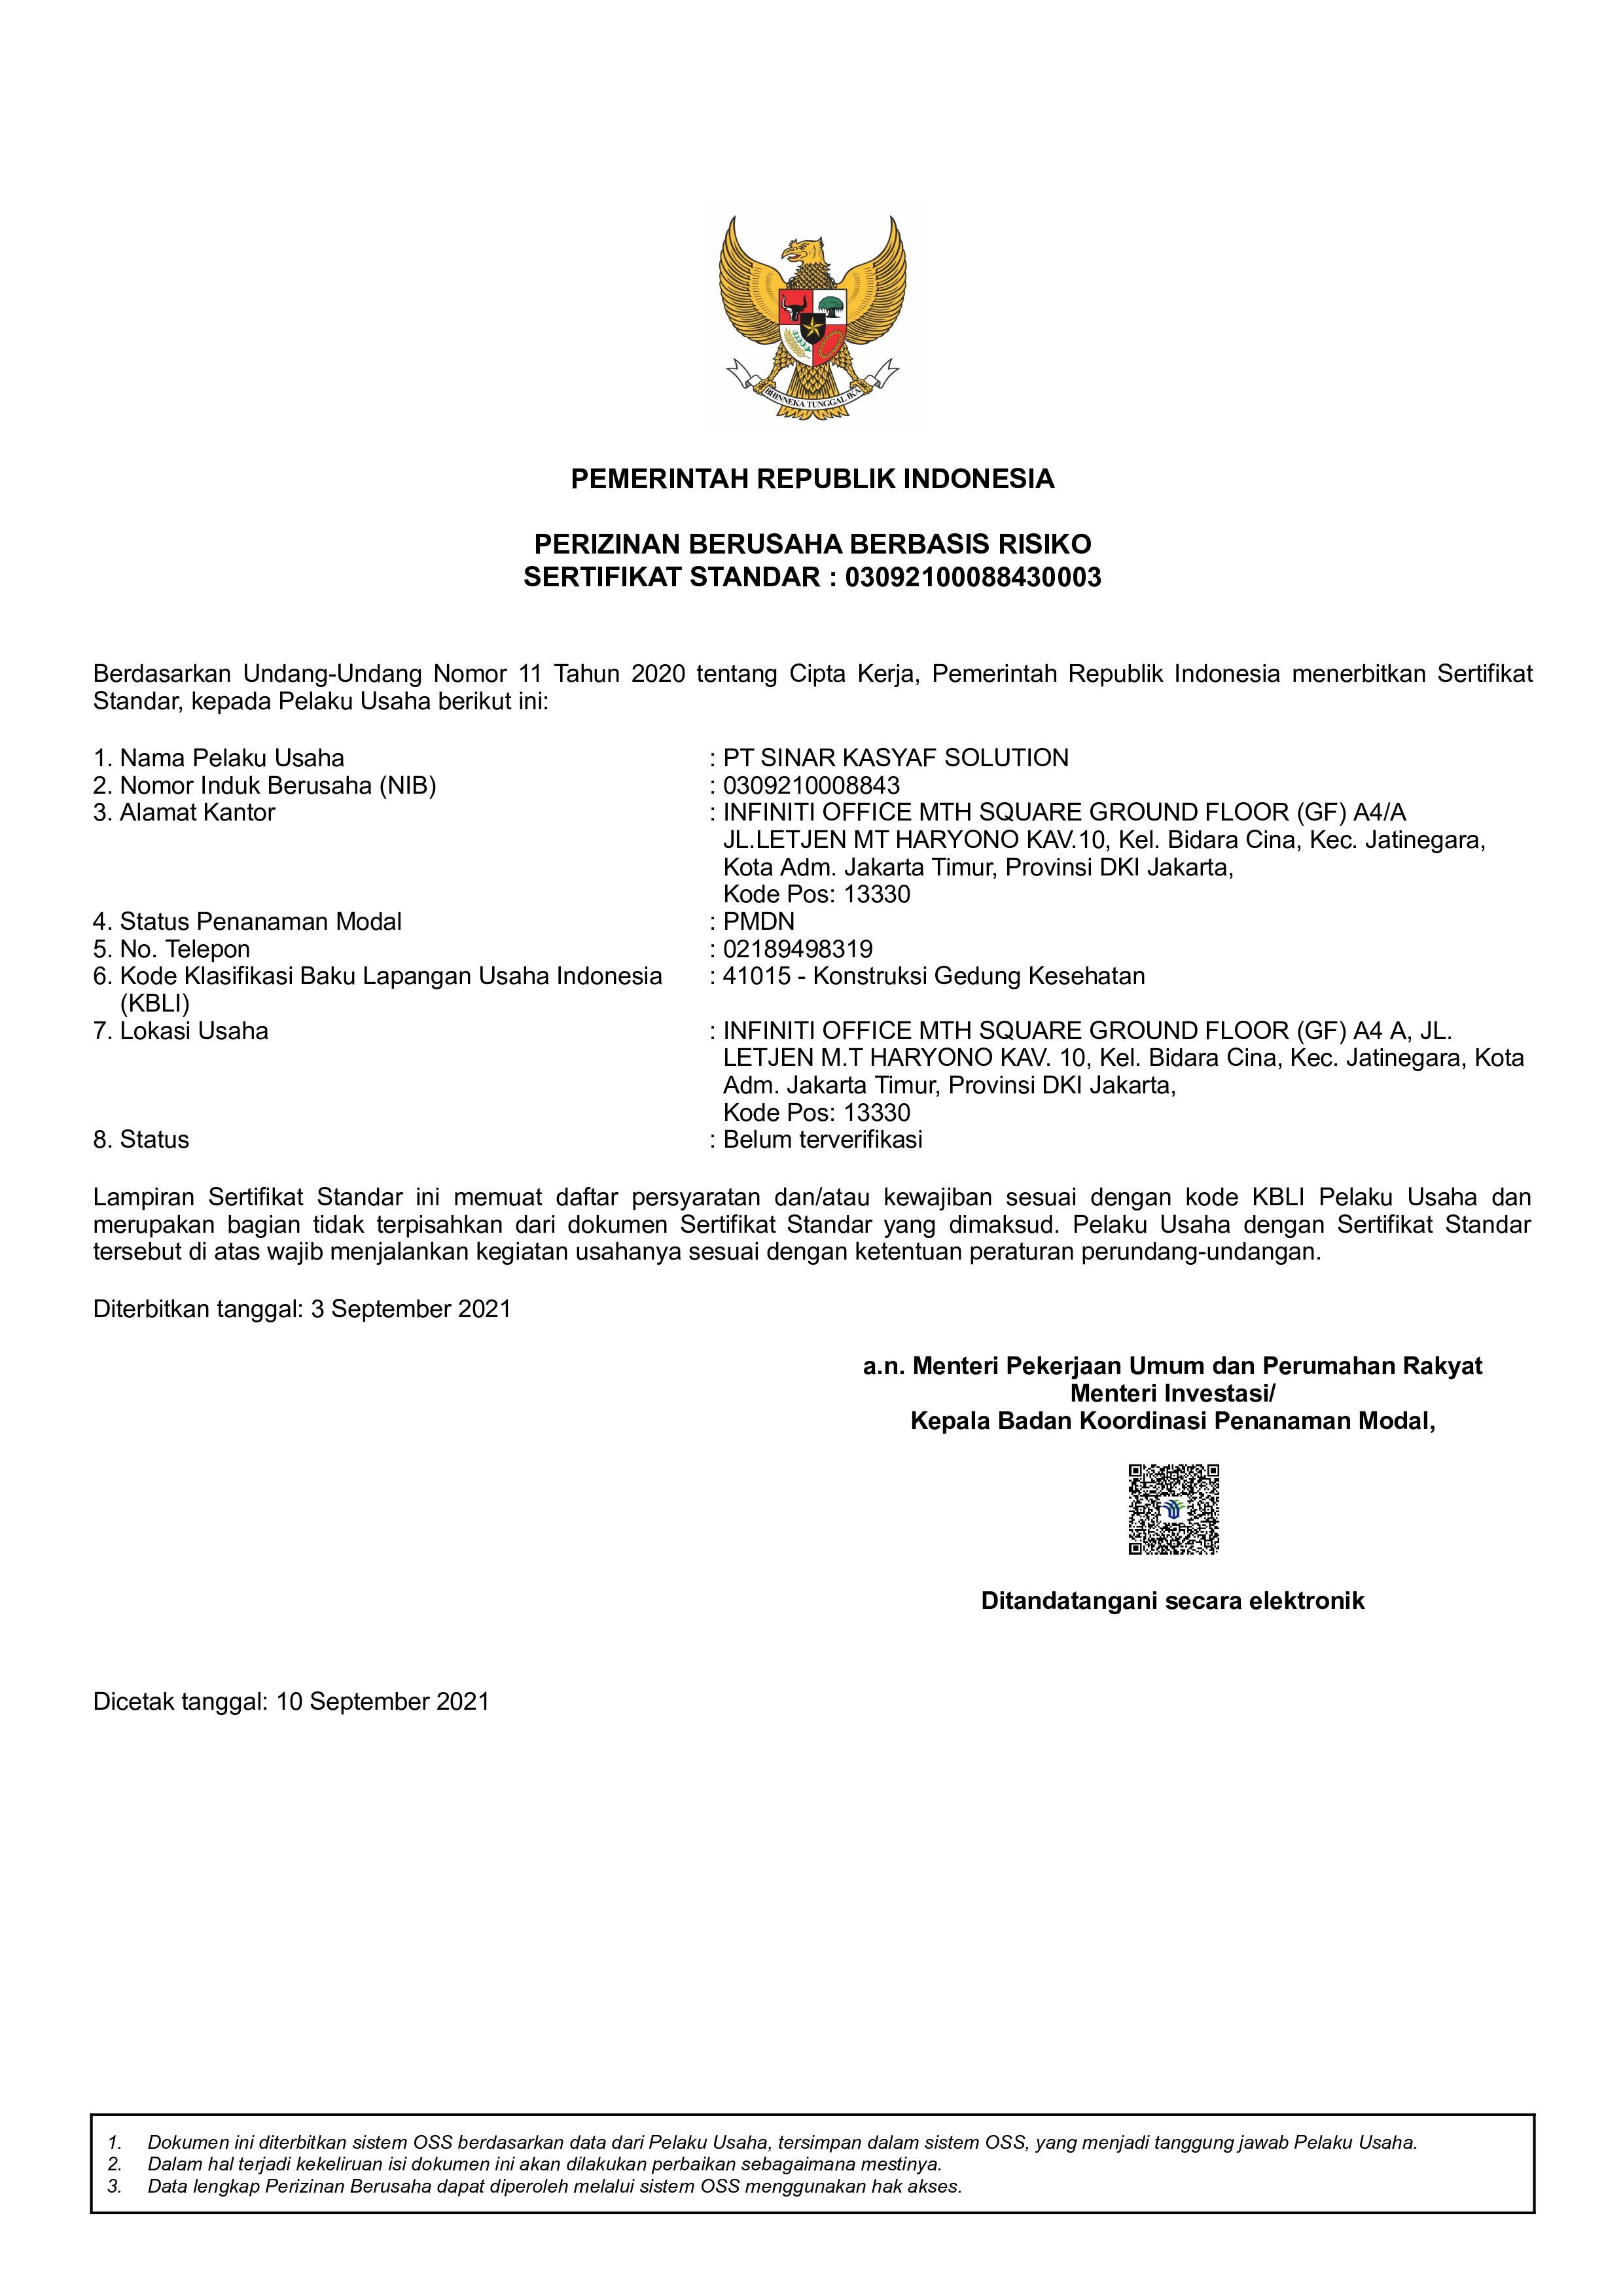 BHINNEKA TUNGGAL IKA
PEMERINTAH REPUBLIK INDONESIA
PERIZINAN BERUSAHA BERBASIS RISIKO
SERTIFIKAT STANDAR : 03092100088430003
Berdasarkan Undang-Undang Nomor 11 Tahun 2020 tentang Cipta Kerja, Pemerintah Republik Indonesia menerbitkan Sertifikat
Standar, kepada Pelaku Usaha berikut ini:
1. Nama Pelaku Usaha : PT SINAR KASYAF SOLUTION
2. Nomor Induk Berusaha (NIB) : 0309210008843
3. Alamat Kantor : INFINITI OFFICE MTH SQUARE GROUND FLOOR (GF) A4/A
JL.LETJEN MT HARYONO KAV.10, Kel. Bidara Cina, Kec. Jatinegara,
Kota Adm. Jakarta Timur, Provinsi DKI Jakarta,
Kode Pos: 13330
4. Status Penanaman Modal : PMDN
5. No. Telepon : 02189498319
6. Kode Klasifikasi Baku Lapangan Usaha Indonesia : 41015 - Konstruksi Gedung Kesehatan
(KBLI)
7. Lokasi Usaha : INFINITI OFFICE MTH SQUARE GROUND FLOOR (GF) A4 A, JL.
LETJEN M.T HARYONO KAV. 10, Kel. Bidara Cina, Kec. Jatinegara, Kota
Adm. Jakarta Timur, Provinsi DKI Jakarta,
Kode Pos: 13330
8. Status : Belum terverifikasi
Lampiran Sertifikat Standar ini memuat daftar persyaratan dan/atau kewajiban sesuai dengan kode KBLI Pelaku Usaha dan
merupakan bagian tidak terpisahkan dari dokumen Sertifikat Standar yang dimaksud. Pelaku Usaha dengan Sertifikat Standar
tersebut di atas wajib menjalankan kegiatan usahanya sesuai dengan ketentuan peraturan perundang-undangan.
Diterbitkan tanggal: 3 September 2021
a.n. Menteri Pekerjaan Umum dan Perumahan Rakyat
Menteri Investasi/
Kepala Badan Koordinasi Penanaman Modal,
Ditandatangani secara elektronik
Dicetak tanggal: 10 September 2021
1. Dokumen ini diterbitkan sistem OSS berdasarkan data dari Pelaku Usaha, tersimpan dalam sistem OSS, yang menjadi tanggung jawab Pelaku Usaha.
2. Dalam hal terjadi kekeliruan isi dokumen ini akan dilakukan perbaikan sebagaimana mestinya.
3. Data lengkap Perizinan Berusaha dapat diperoleh melalui sistem OSS menggunakan hak akses.